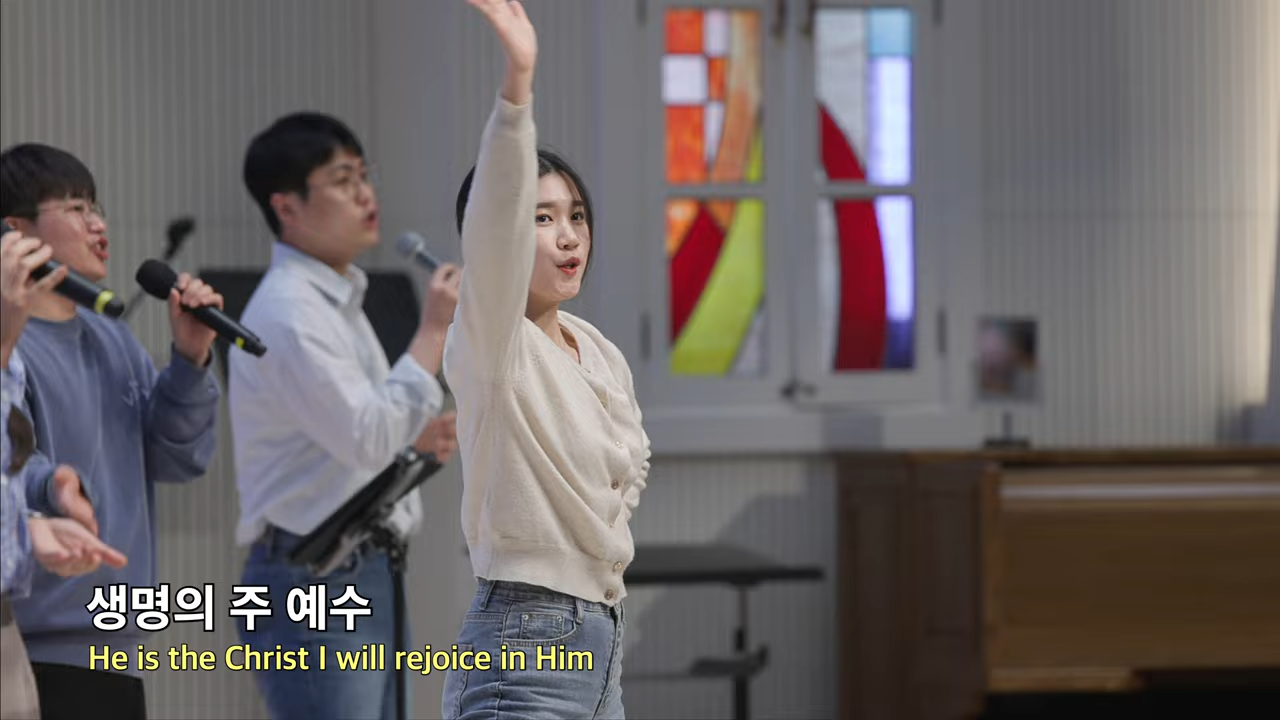 생명의 주 예수
He is the Christ I will rejoice in Him